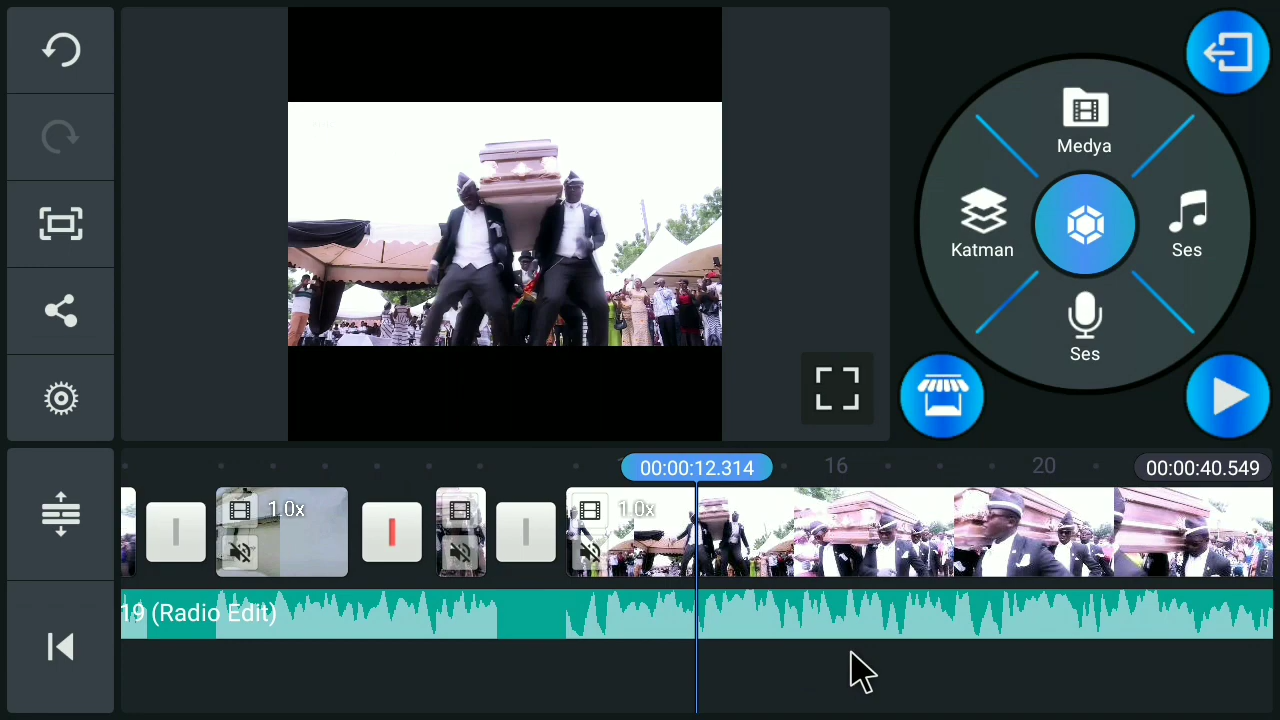 Medya
Katman
Ses
Ses
00:00:12.314
16
20
00:00:40.549
1.0x
1.0x
19 (Radio Edit)